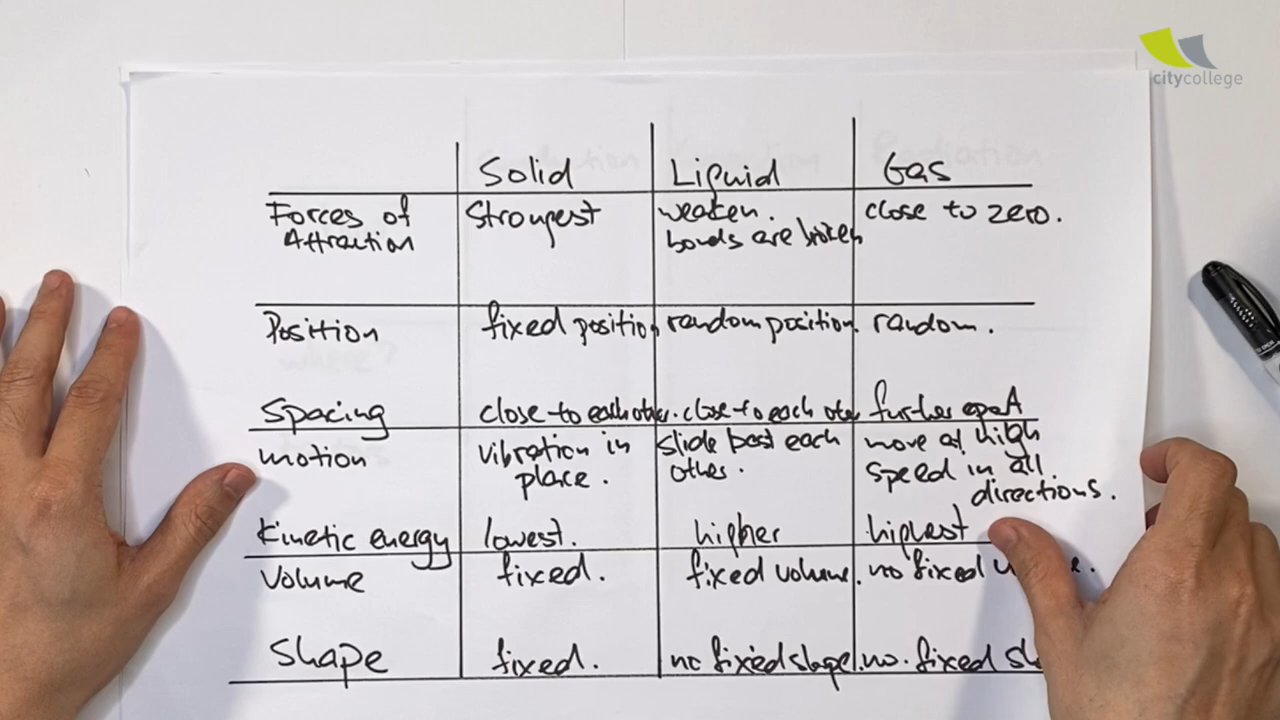 citycollege
Solid Liquid Gas
Forces of Attraction Strongest weaken. bonds are broken close to zero.
Position fixed position random position. random.
Spacing close to each other. close to each other further apart
motion vibration in place. slide past each other. move at high speed in all directions.
Kinetic energy lowest. higher highest
Volume fixed. fixed volume. no fixed
Shape fixed. no fixed shape. no. fixed